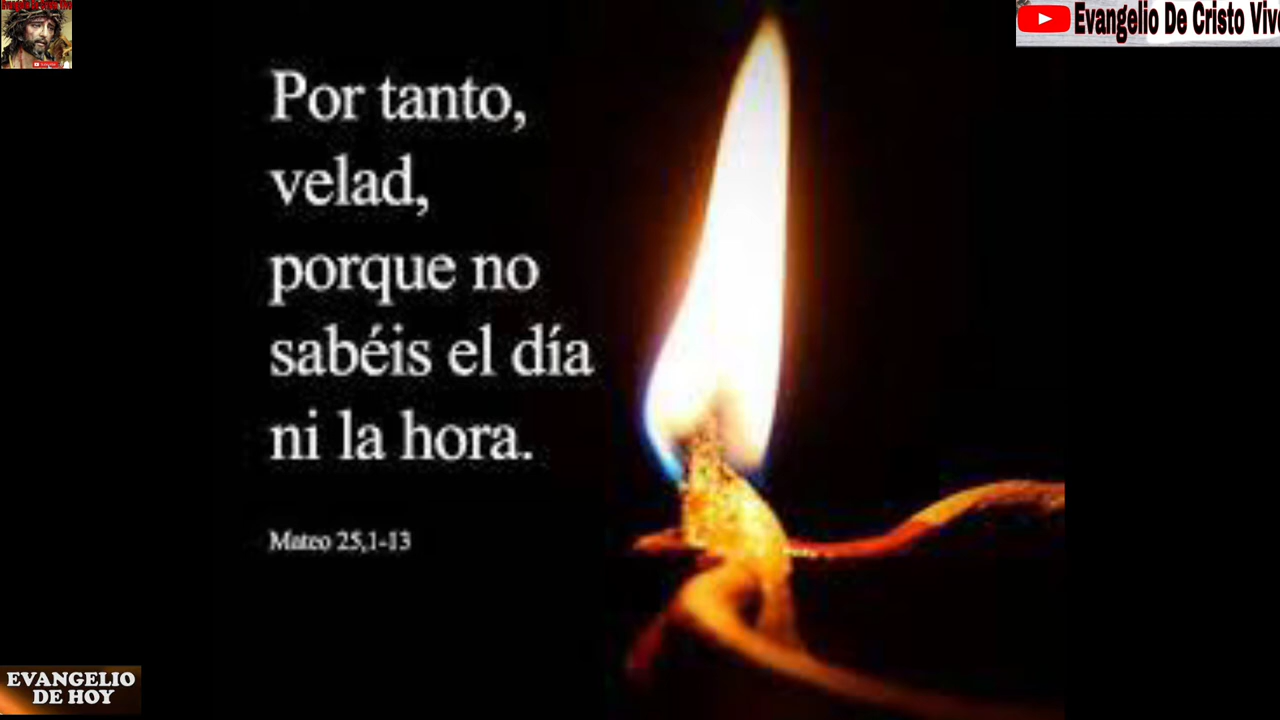 Evangelio De Cristo Vivo
Por tanto,
velad,
porque no
sabéis el día
ni la hora.
Mateo 25,1-13
EVANGELIO
DE HOY